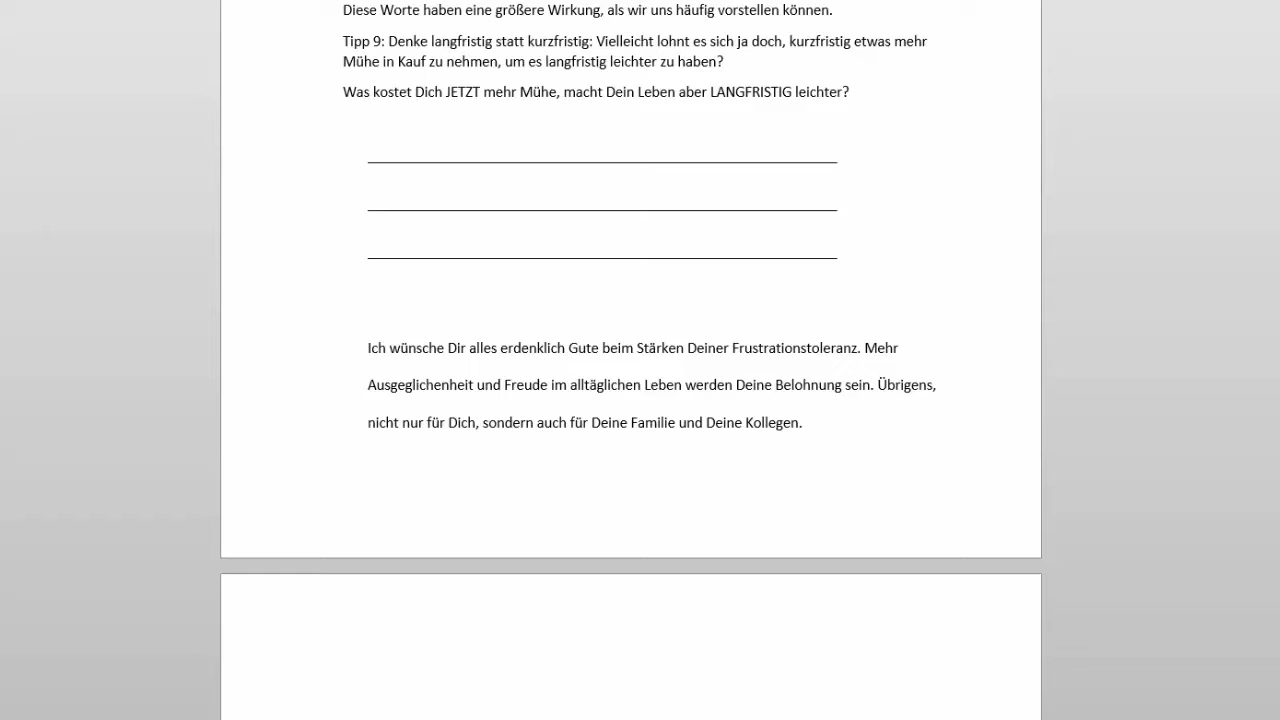 Diese Worte haben eine größere Wirkung, als wir uns häufig vorstellen können.
Tipp 9: Denke langfristig statt kurzfristig: Vielleicht lohnt es sich ja doch, kurzfristig etwas mehr
Mühe in Kauf zu nehmen, um es langfristig leichter zu haben?
Was kostet Dich JETZT mehr Mühe, macht Dein Leben aber LANGFRISTIG leichter?
Ich wünsche Dir alles erdenklich Gute beim Stärken Deiner Frustrationstoleranz. Mehr
Ausgeglichenheit und Freude im alltäglichen Leben werden Deine Belohnung sein. Übrigens,
nicht nur für Dich, sondern auch für Deine Familie und Deine Kollegen.